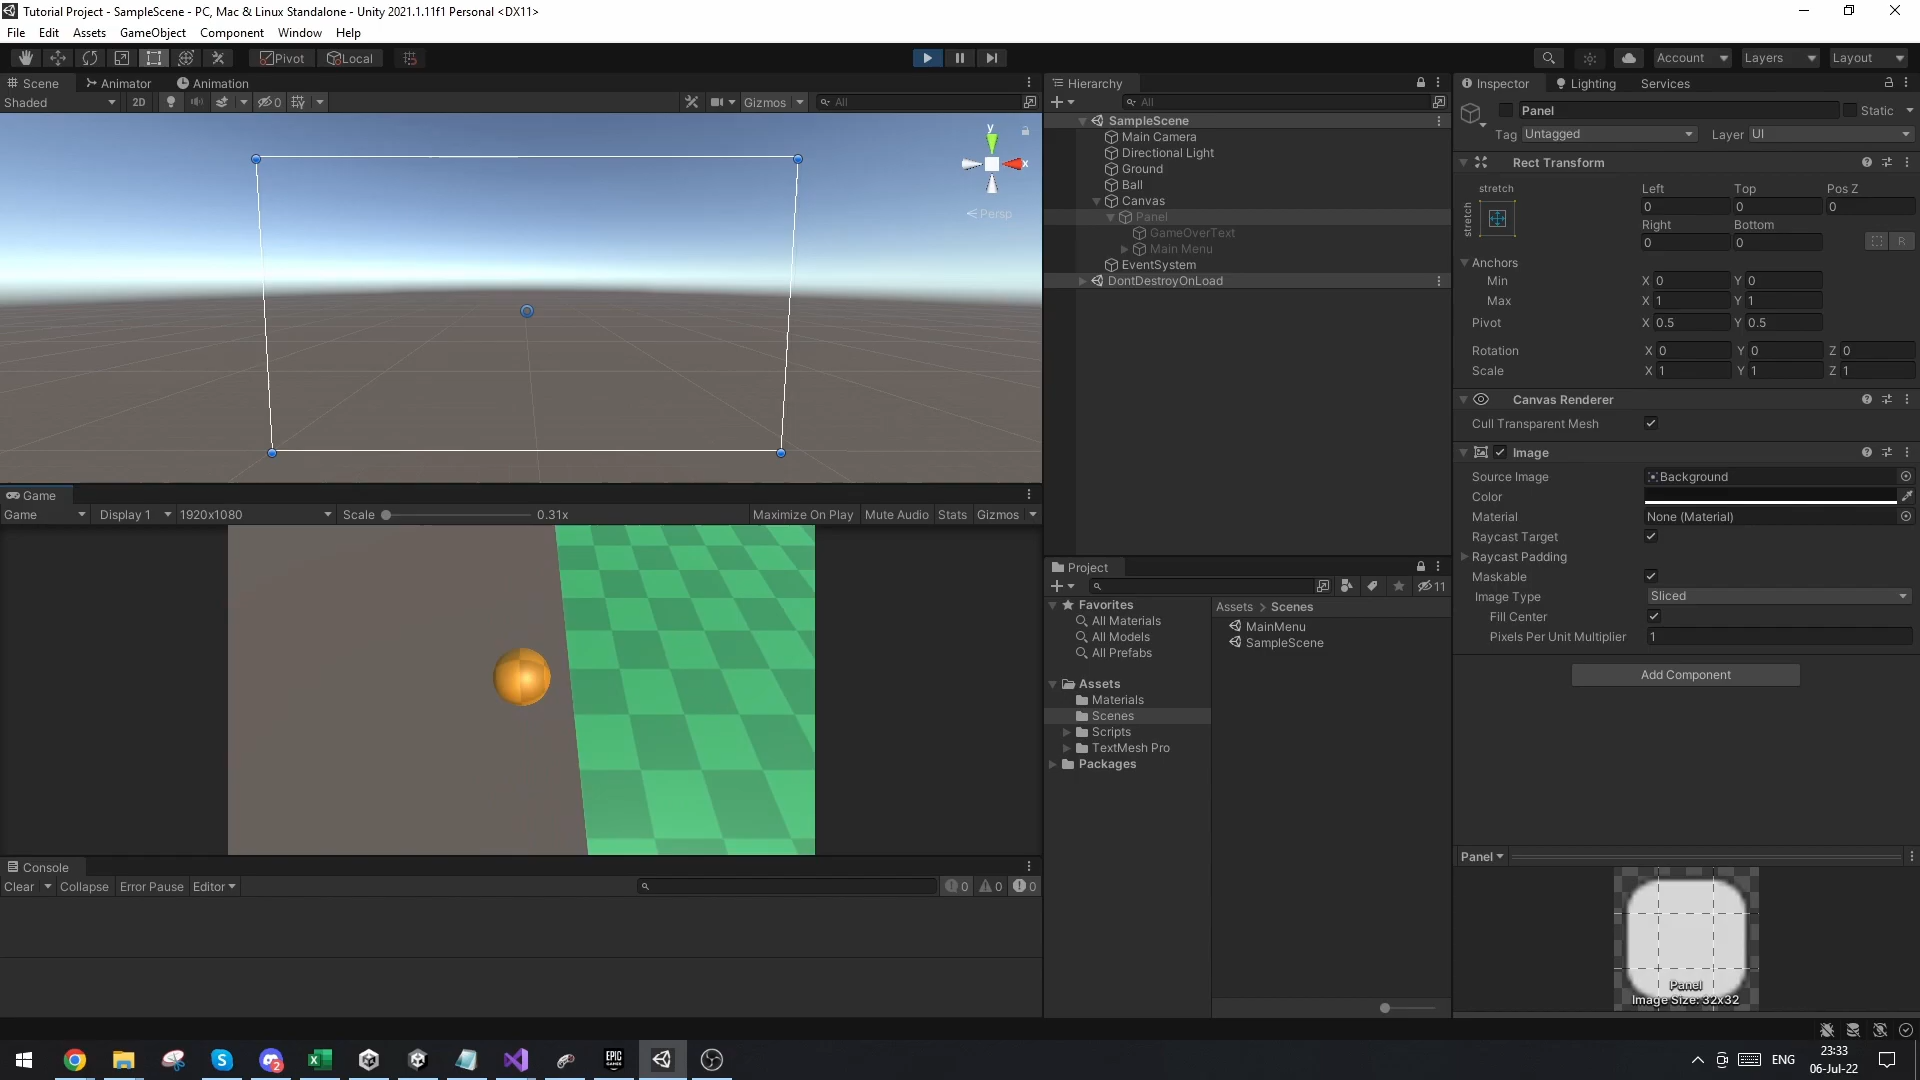 Tutorial Project - SampleScene - PC, Mac & Linux Standalone - Unity 2021.1.11f1 Personal <DX11>
File Edit Assets GameObject Component Window Help
Pivot Local
Account Layers Layout
Scene Animator Animation
Shaded 2D 0 Gizmos All
y
x
Persp
Game
Game Display 1 1920x1080 Scale 0.31x Maximize On Play Mute Audio Stats Gizmos
Console
Clear Collapse Error Pause Editor 0 0 0
Hierarchy
All
SampleScene
Main Camera
Directional Light
Ground
Ball
Canvas
Panel
GameOverText
Main Menu
EventSystem
DontDestroyOnLoad
Project
11
Favorites
All Materials
All Models
All Prefabs
Assets
Materials
Scenes
Scripts
TextMesh Pro
Packages
Assets > Scenes
MainMenu
SampleScene
Inspector Lighting Services
Panel Static
Tag Untagged Layer UI
Rect Transform
stretch
stretch
Left Top Pos Z
0 0 0
Right Bottom
0 0 R
Anchors
Min X 0 Y 0
Max X 1 Y 1
Pivot X 0.5 Y 0.5
Rotation X 0 Y 0 Z 0
Scale X 1 Y 1 Z 1
Canvas Renderer
Cull Transparent Mesh
Image
Source Image Background
Color
Material None (Material)
Raycast Target
Raycast Padding
Maskable
Image Type Sliced
Fill Center
Pixels Per Unit Multiplier 1
Add Component
Panel
Panel
Image Size: 32x32
2
EPIC
GAMES
ENG
23:33
06-Jul-22